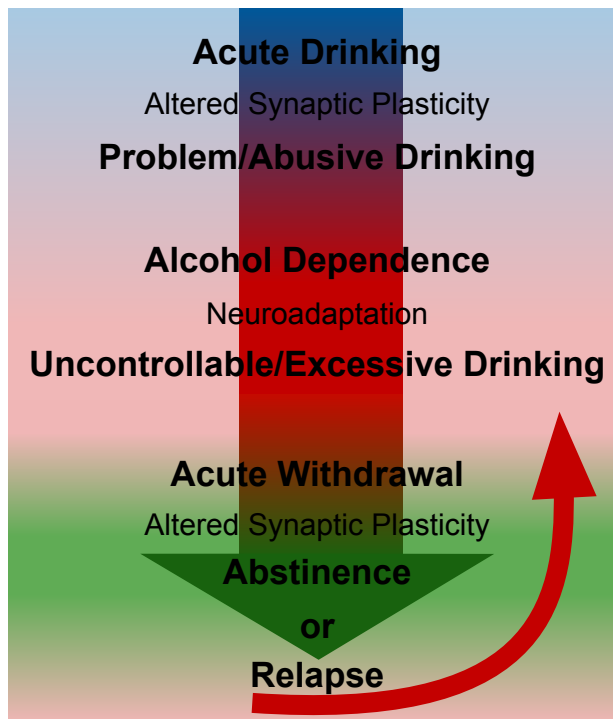 Acute Drinking
Altered Synaptic Plasticity
Problem/Abusive Drinking
Alcohol Dependence
Neuroadaptation
Uncontrollable/Excessive Drinking
Acute Withdrawal
Altered Synaptic Plasticity
Abstinence
or
Relapse